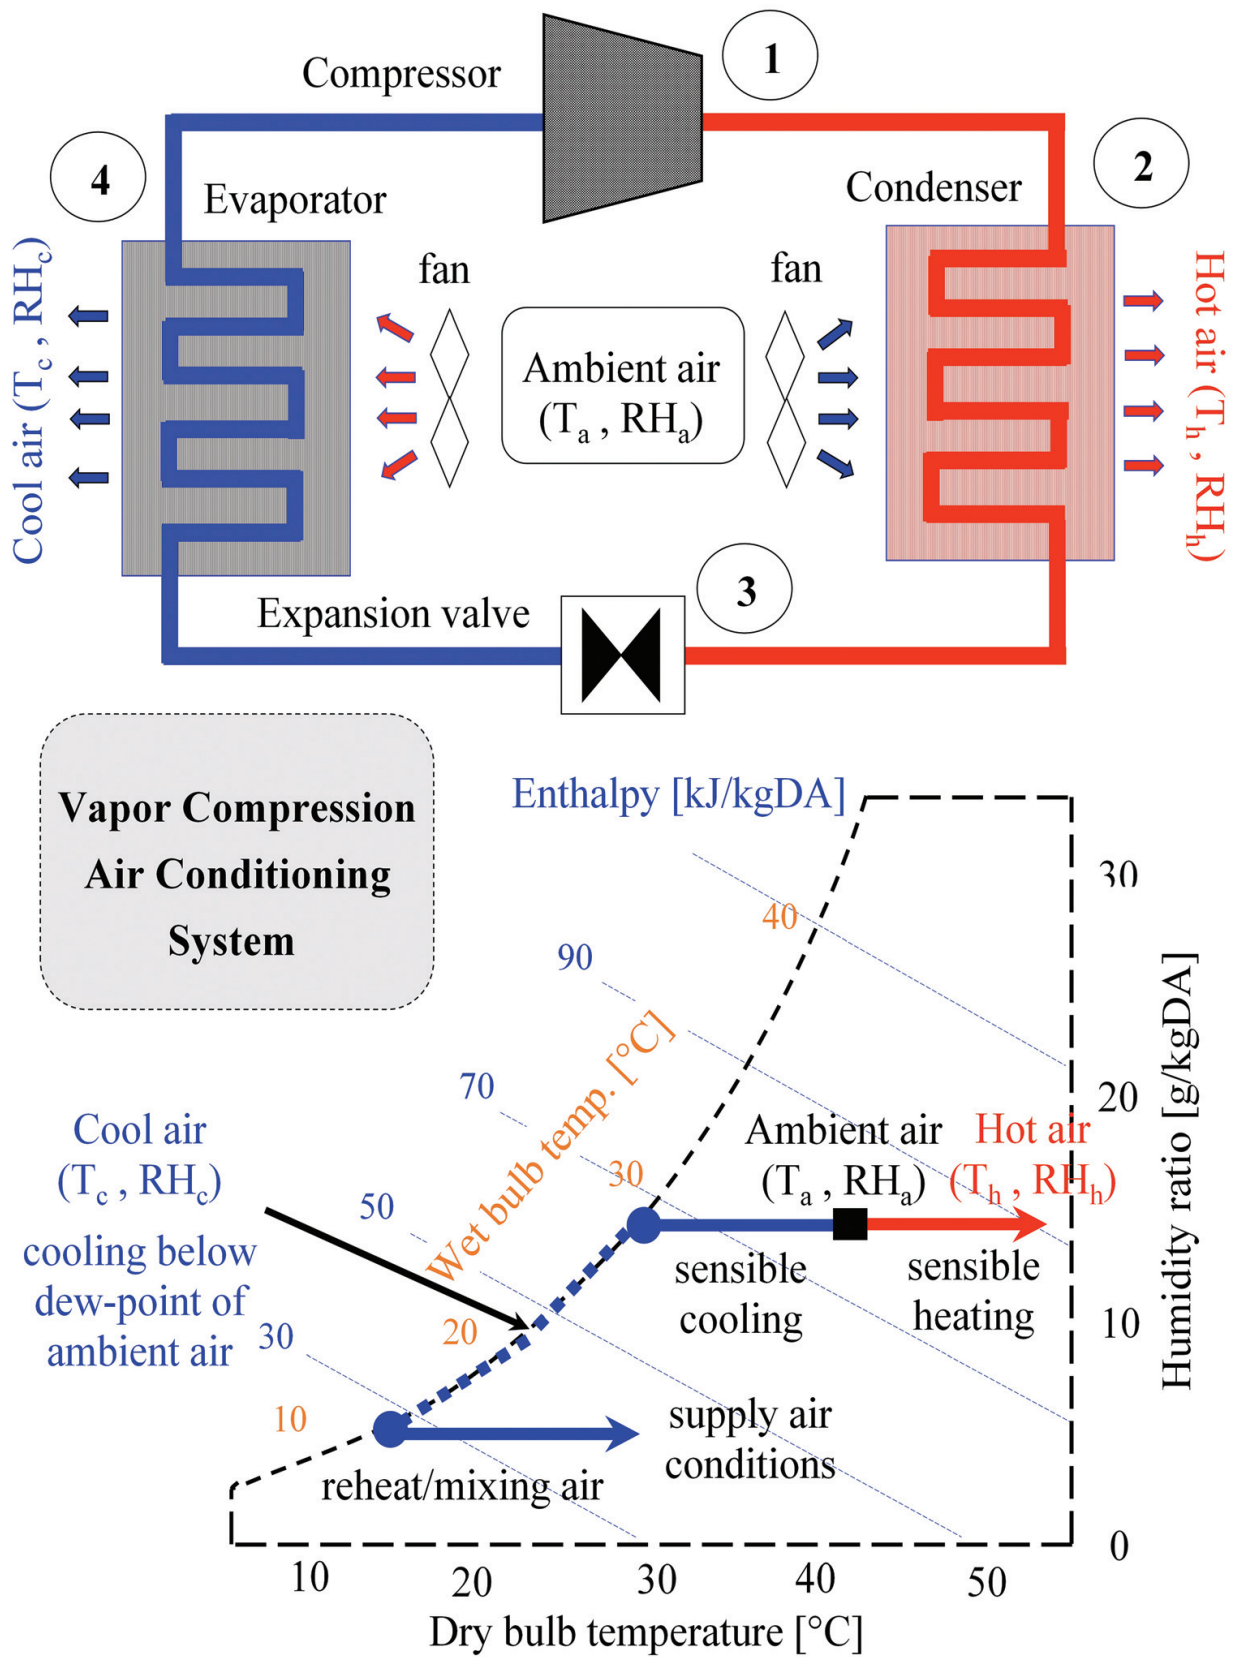 Compressor
1
4
2
Evaporator
Condenser
fan
fan
Cool air (Tc , RHc)
Ambient air
(Ta , RHa)
Hot air (Th , RHh)
3
Expansion valve
Vapor Compression
Air Conditioning
System
Enthalpy [kJ/kgDA]
30
40
90
Wet bulb temp. [°C]
70
20
Humidity ratio [g/kgDA]
Cool air
(Tc , RHc)
Ambient air
(Ta , RHa)
Hot air
(Th , RHh)
30
50
cooling below
dew-point of
ambient air
sensible
cooling
sensible
heating
30
20
10
10
supply air
conditions
reheat/mixing air
0
10
20
30
40
50
Dry bulb temperature [°C]